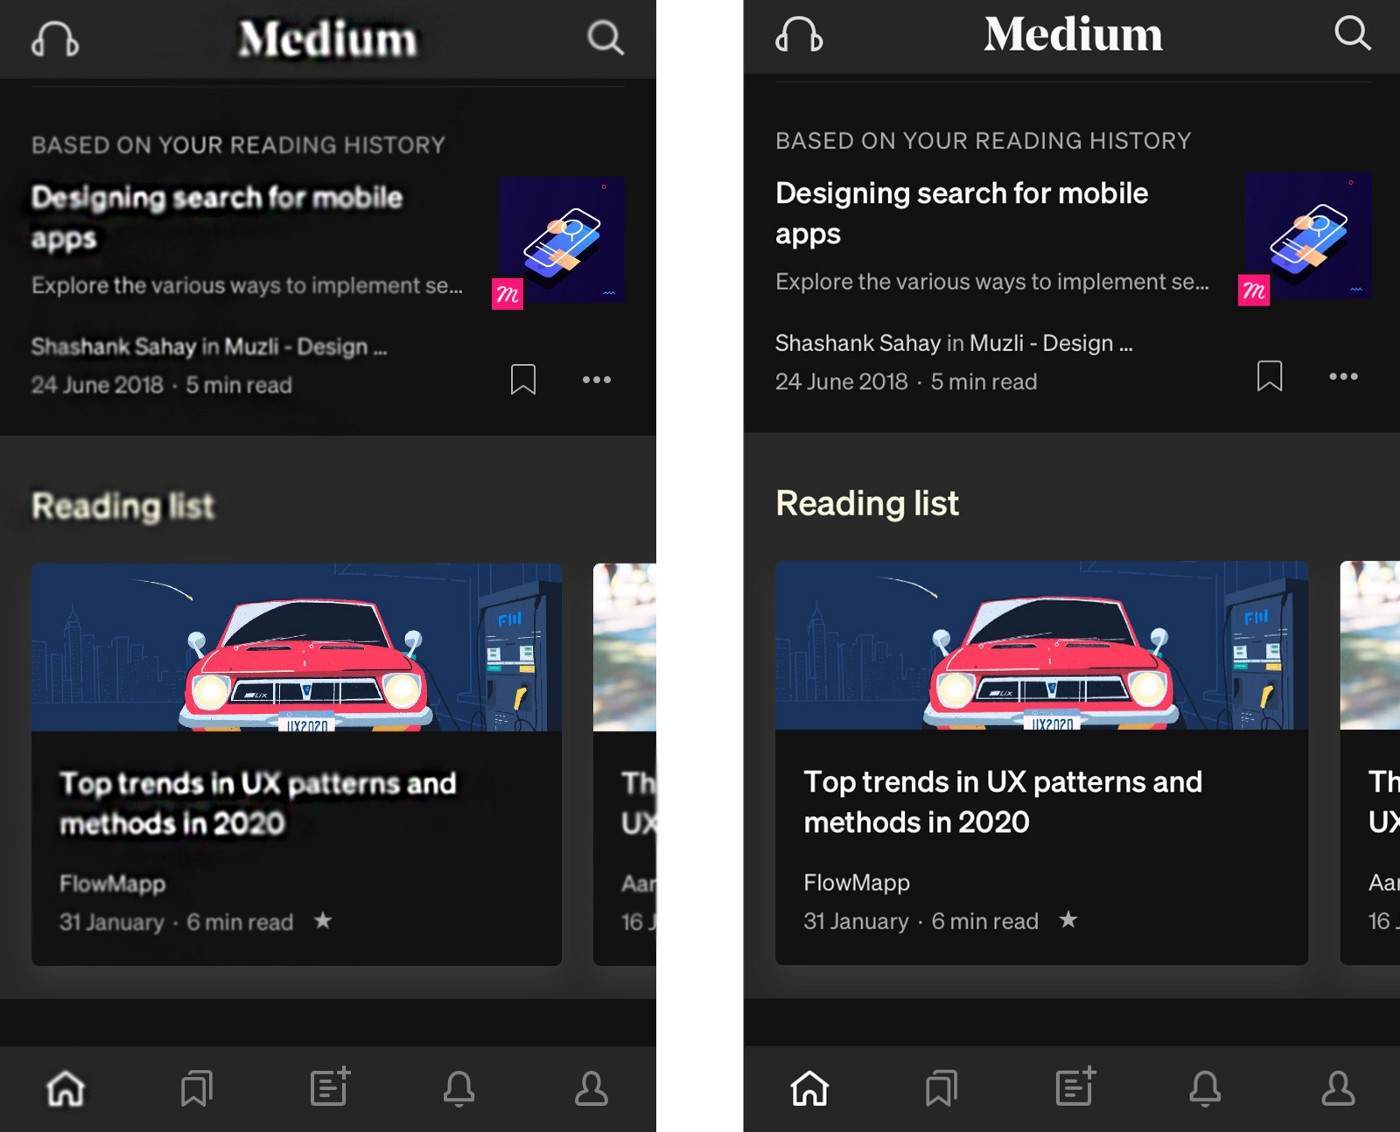 Medium
BASED ON YOUR READING HISTORY
Designing search for mobile
apps
Explore the various ways to implement se...
m
Shashank Sahay in Muzli - Design ...
24 June 2018 · 5 min read
Reading list
FLUX
UX2020
Top trends in UX patterns and
methods in 2020
FlowMapp
31 January · 6 min read ★
Th
UX
Aar
16 J
Medium
BASED ON YOUR READING HISTORY
Designing search for mobile
apps
Explore the various ways to implement se...
m
Shashank Sahay in Muzli - Design ...
24 June 2018 · 5 min read
Reading list
UX2020
Top trends in UX patterns and
methods in 2020
FlowMapp
31 January · 6 min read ★
Th
UX
Aar
16 J